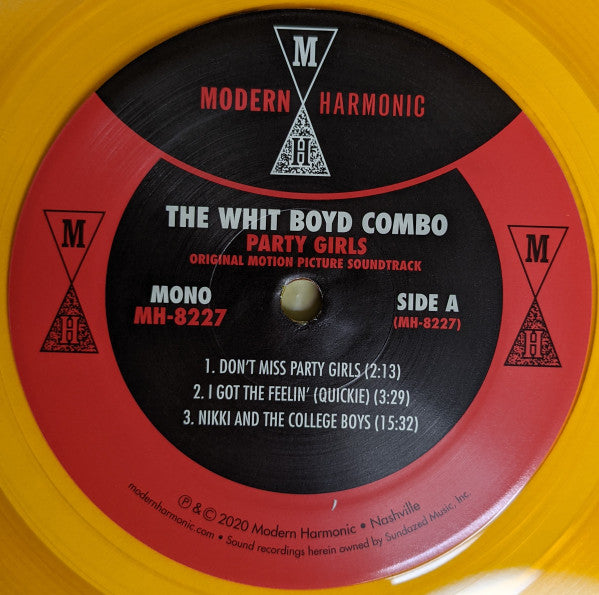 M
MODERN HARMONIC
H
THE WHIT BOYD COMBO
PARTY GIRLS
ORIGINAL MOTION PICTURE SOUNDTRACK
M
H
M
H
MONO
MH-8227
SIDE A
(MH-8227)
1. DON'T MISS PARTY GIRLS (2:13)
2. I GOT THE FEELIN' (QUICKIE) (3:29)
3. NIKKI AND THE COLLEGE BOYS (15:32)
℗ & © 2020 Modern Harmonic • Nashville
modernharmonic.com • Sound recordings herein owned by Sundazed Music, Inc.